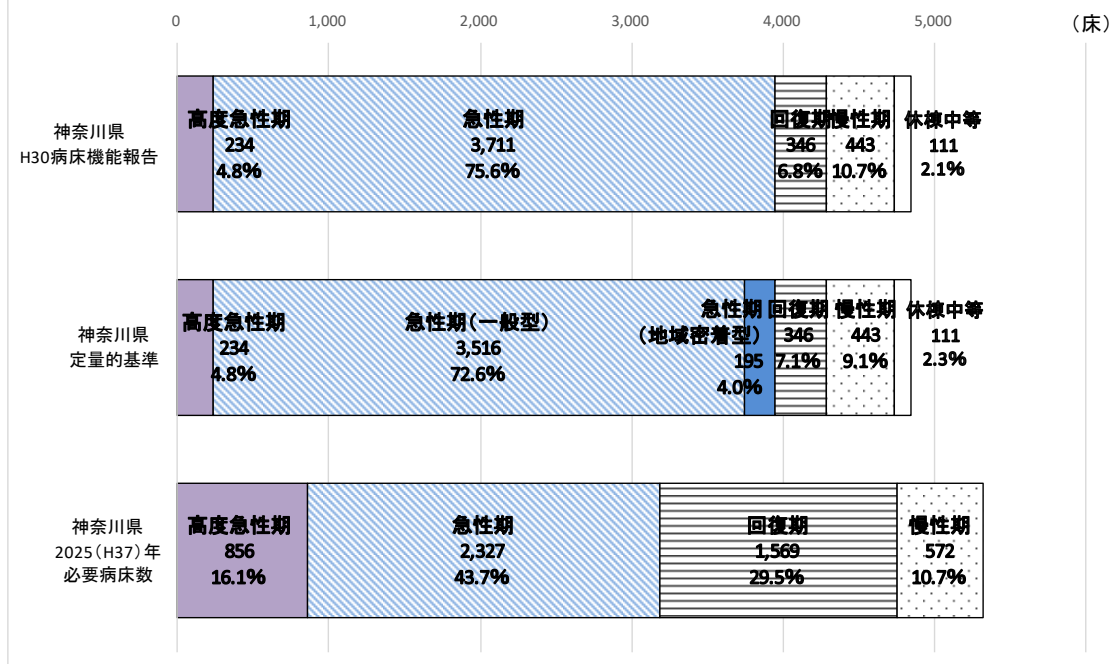 0 1,000 2,000 3,000 4,000 5,000 （床）
神奈川県
H30病床機能報告
高度急性期
234
4.8%
急性期
3,711
75.6%
回復期
346
6.8%
慢性期
443
10.7%
休棟中等
111
2.1%
神奈川県
定量的基準
高度急性期
234
4.8%
急性期（一般型）
3,516
72.6%
急性期
（地域密着型）
195
4.0%
回復期
346
7.1%
慢性期
443
9.1%
休棟中等
111
2.3%
神奈川県
2025（H37）年
必要病床数
高度急性期
856
16.1%
急性期
2,327
43.7%
回復期
1,569
29.5%
慢性期
572
10.7%